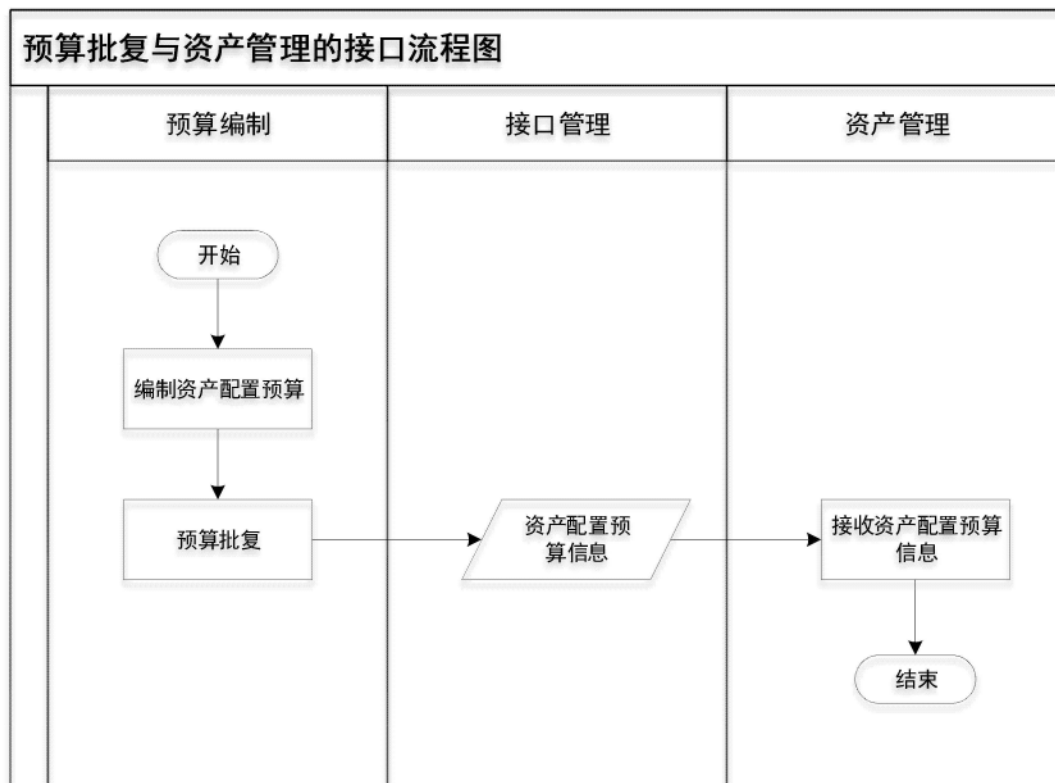 预算批复与资产管理的接口流程图
预算编制
接口管理
资产管理
开始
编制资产配置预算
预算批复
资产配置预
算信息
接收资产配置预算
信息
结束